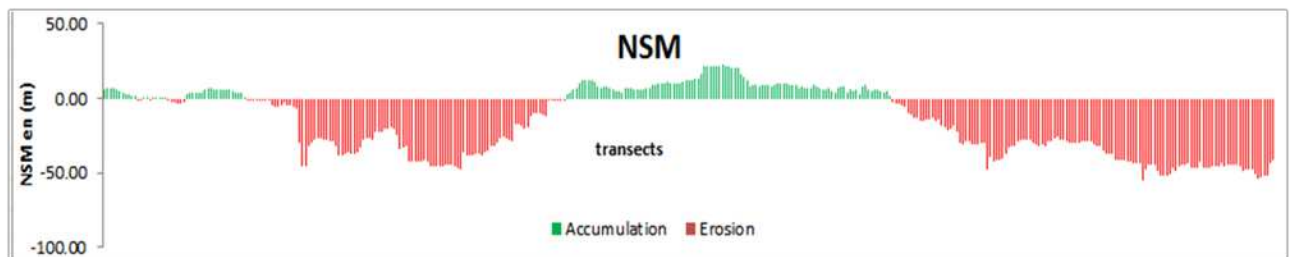 NSM
50.00
0.00
-50.00
-100.00
NSM en (m)
transects
Accumulation Erosion